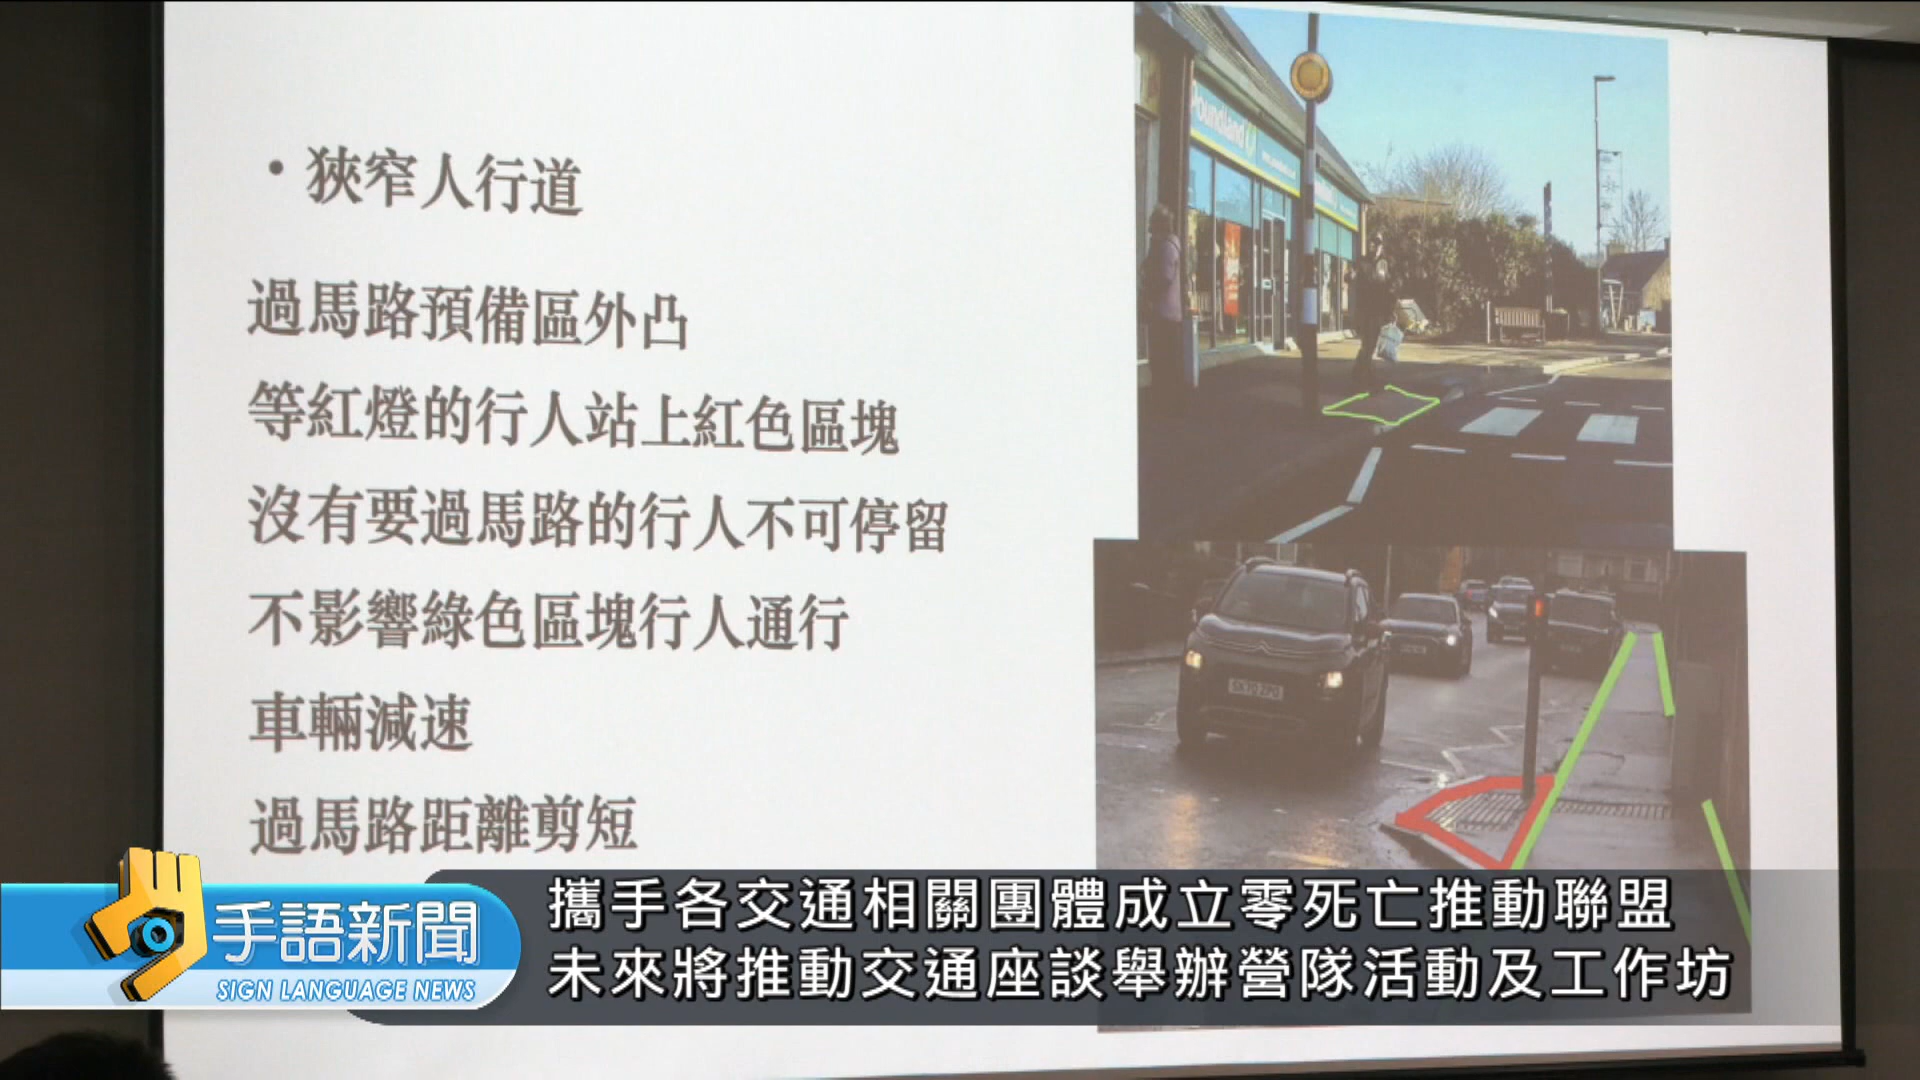 • 狹窄人行道
過馬路預備區外凸
等紅燈的行人站上紅色區塊
沒有要過馬路的行人不可停留
不影響綠色區塊行人通行
車輛減速
過馬路距離剪短
Poundland
SK70 ZPO
手語新聞
SIGN LANGUAGE NEWS
攜手各交通相關團體成立零死亡推動聯盟
未來將推動交通座談舉辦營隊活動及工作坊